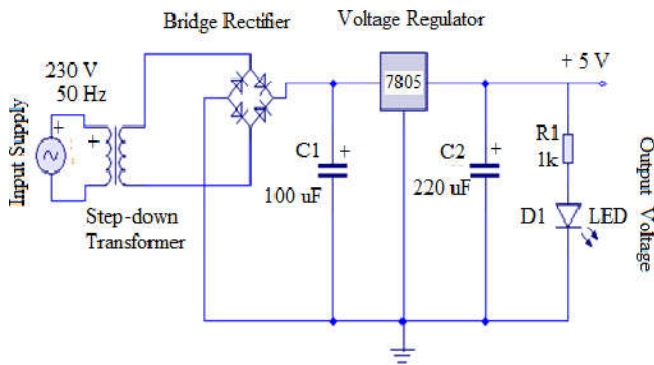 Bridge Rectifier
Voltage Regulator
230 V
50 Hz
Input Supply
+
+
Step-down
Transformer
7805
+ 5 V
C1
+
100 uF
C2
+
220 uF
R1
1k
D1
LED
Output Voltage